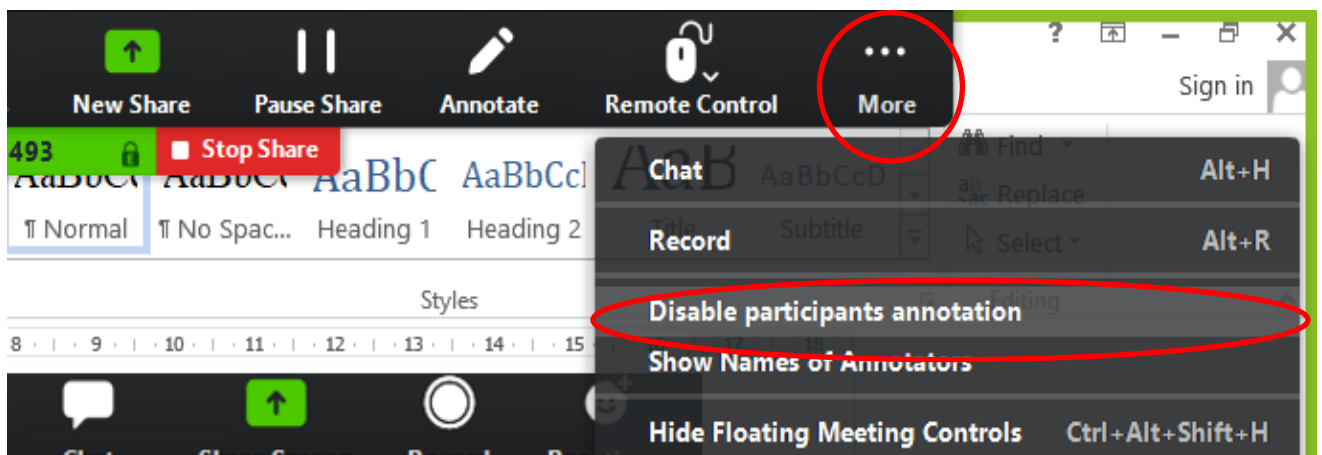 ? 
Sign in
New Share Pause Share Annotate Remote Control More
493 Stop Share
AaBbC AaBbCcl AaB AaBbCcD
¶ Normal ¶ No Spac... Heading 1 Heading 2 Title Subtitle
Styles
Find
Replace
Select
Editing
Chat Alt+H
Record Alt+R
Disable participants annotation
Show Names of Annotators
Hide Floating Meeting Controls Ctrl+Alt+Shift+H
8 9 10 11 12 13 14 15 17 18